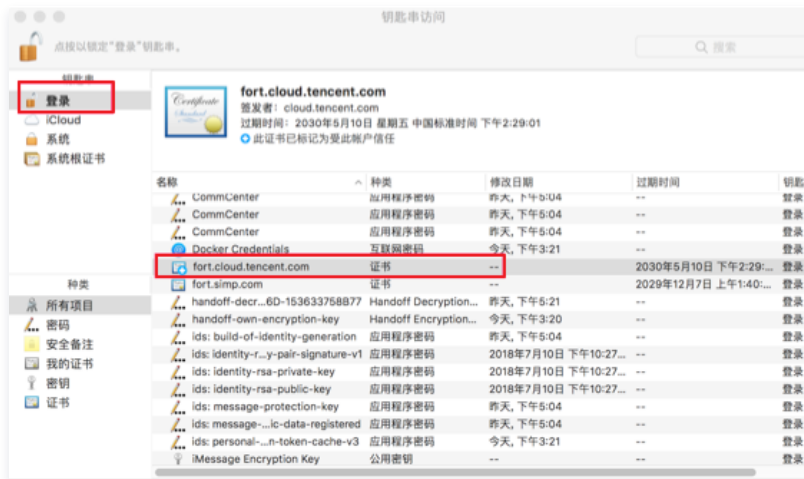 钥匙串访问
点按以锁定"登录"钥匙串。
搜索
钥匙串
登录
iCloud
系统
系统根证书
Certificate
Standard
fort.cloud.tencent.com
签发者：cloud.tencent.com
过期时间：2030年5月10日 星期五 中国标准时间 下午2:29:01
此证书已标记为受此帐户信任
名称 种类 修改日期 过期时间 钥匙
CommCenter 应用程序密码 昨天, 下午5:04 -- 登录
CommCenter 应用程序密码 昨天, 下午5:04 -- 登录
CommCenter 应用程序密码 昨天, 下午5:04 -- 登录
Docker Credentials 互联网密码 今天, 下午3:21 -- 登录
fort.cloud.tencent.com 证书 -- 2030年5月10日 下午2:29:... 登录
fort.simp.com 证书 -- 2029年12月7日 上午1:40:... 登录
handoff-decr...6D-153633758B77 Handoff Decryption... 昨天, 下午5:21 -- 登录
handoff-own-encryption-key Handoff Encryption... 今天, 下午3:20 -- 登录
ids: build-of-identity-generation 应用程序密码 昨天, 下午5:04 -- 登录
ids: identity-r...y-pair-signature-v1 应用程序密码 2018年7月10日 下午10:27... -- 登录
ids: identity-rsa-private-key 应用程序密码 2018年7月10日 下午10:27... -- 登录
ids: identity-rsa-public-key 应用程序密码 2018年7月10日 下午10:27... -- 登录
ids: message-protection-key 应用程序密码 昨天, 下午5:04 -- 登录
ids: message-...ic-data-registered 应用程序密码 昨天, 下午5:04 -- 登录
ids: personal-...n-token-cache-v3 应用程序密码 今天, 下午3:21 -- 登录
iMessage Encryption Key 公用密钥 -- -- 登录
种类
所有项目
密码
安全备注
我的证书
密钥
证书